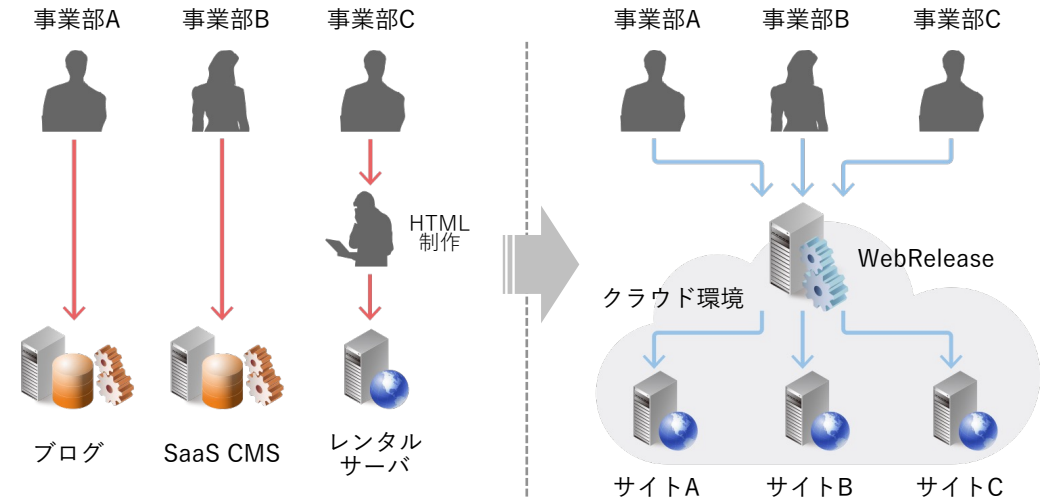 事業部A
事業部B
事業部C
HTML
制作
ブログ
SaaS CMS
レンタル
サーバ
事業部A
事業部B
事業部C
WebRelease
クラウド環境
サイトA
サイトB
サイトC